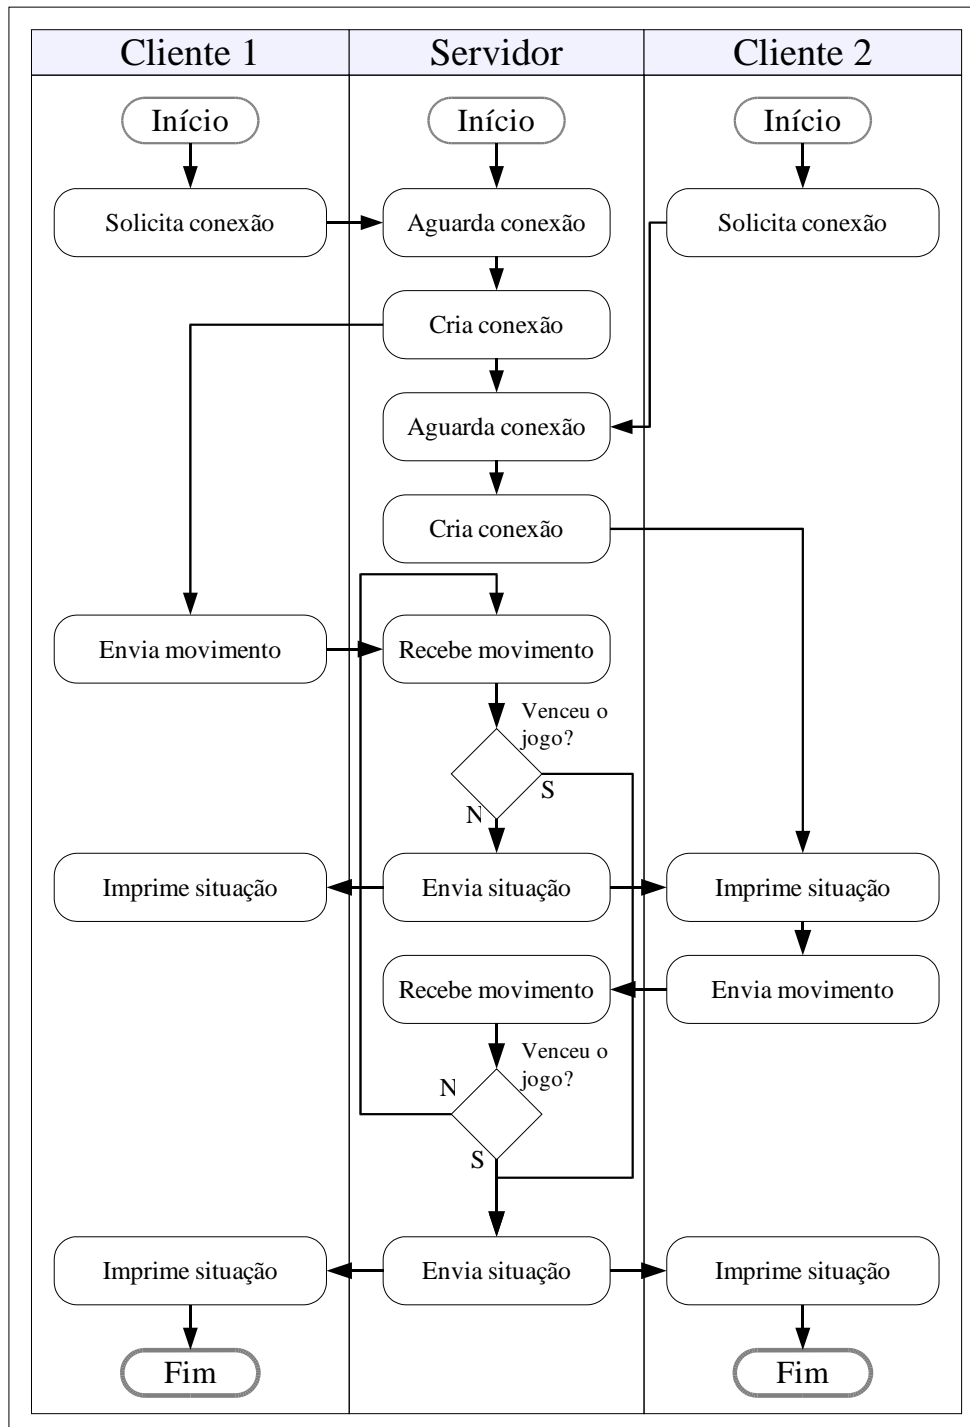 Cliente 1
Servidor
Cliente 2
Início
Início
Início
Solicita conexão
Aguarda conexão
Solicita conexão
Cria conexão
Aguarda conexão
Cria conexão
Envia movimento
Recebe movimento
Venceu o
jogo?
S
N
Imprime situação
Envia situação
Imprime situação
Recebe movimento
Envia movimento
Venceu o
jogo?
N
S
Imprime situação
Envia situação
Imprime situação
Fim
Fim